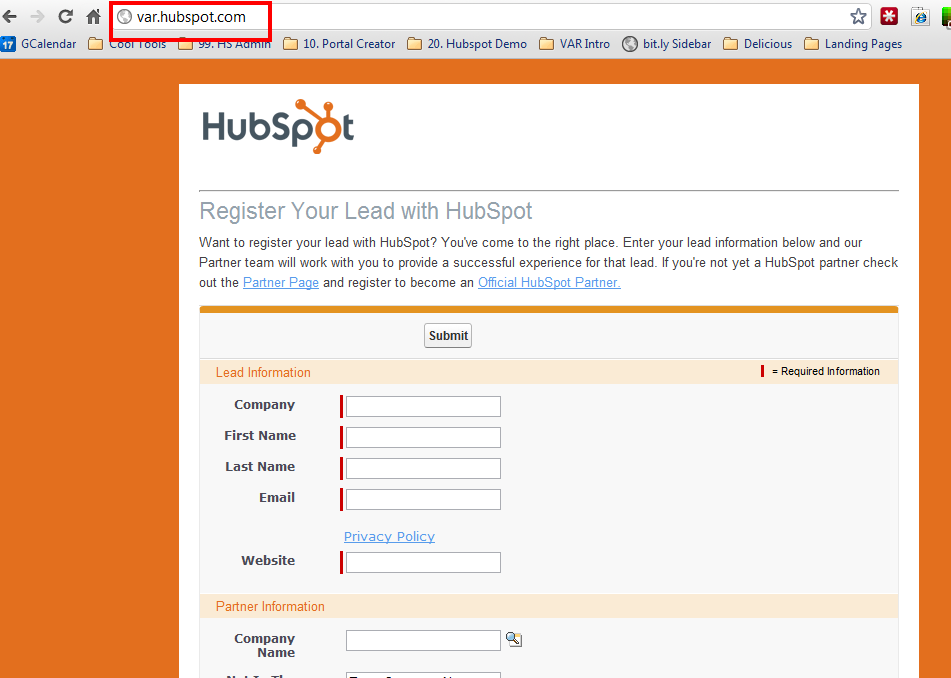 var.hubspot.com
17 GCalendar Cool Tools 99. HS Admin 10. Portal Creator 20. Hubspot Demo VAR Intro bit.ly Sidebar Delicious Landing Pages
HubSpot
Register Your Lead with HubSpot
Want to register your lead with HubSpot? You've come to the right place. Enter your lead information below and our
Partner team will work with you to provide a successful experience for that lead. If you're not yet a HubSpot partner check
out the Partner Page and register to become an Official HubSpot Partner.
Submit
Lead Information
= Required Information
Company
First Name
Last Name
Email
Privacy Policy
Website
Partner Information
Company
Name